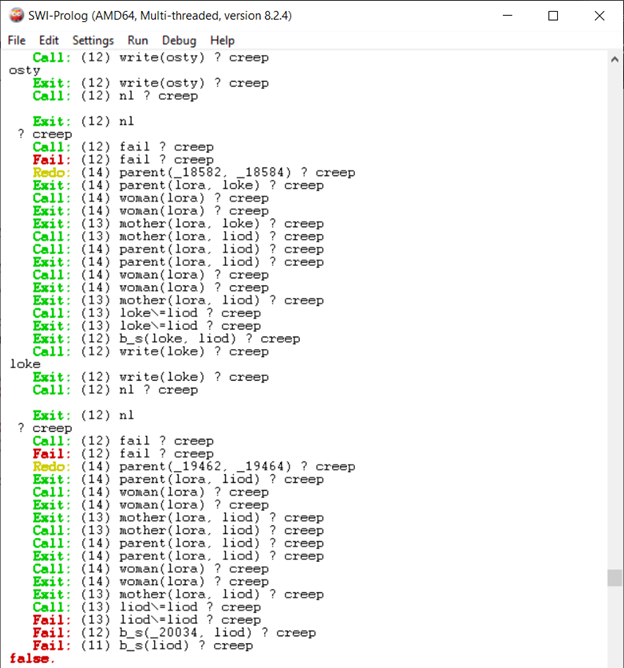 SWI-Prolog (AMD64, Multi-threaded, version 8.2.4)
File Edit Settings Run Debug Help
Call: (12) write(osty) ? creep
osty
Exit: (12) write(osty) ? creep
Call: (12) nl ? creep
Exit: (12) nl
? creep
Call: (12) fail ? creep
Fail: (12) fail ? creep
Redo: (14) parent(_18582, _18584) ? creep
Exit: (14) parent(lora, loke) ? creep
Call: (14) woman(lora) ? creep
Exit: (14) woman(lora) ? creep
Exit: (13) mother(lora, loke) ? creep
Call: (13) mother(lora, liod) ? creep
Call: (14) parent(lora, liod) ? creep
Exit: (14) parent(lora, liod) ? creep
Call: (14) woman(lora) ? creep
Exit: (14) woman(lora) ? creep
Exit: (13) mother(lora, liod) ? creep
Call: (13) loke\=liod ? creep
Exit: (13) loke\=liod ? creep
Exit: (12) b_s(loke, liod) ? creep
Call: (12) write(loke) ? creep
loke
Exit: (12) write(loke) ? creep
Call: (12) nl ? creep
Exit: (12) nl
? creep
Call: (12) fail ? creep
Fail: (12) fail ? creep
Redo: (14) parent(_19462, _19464) ? creep
Exit: (14) parent(lora, liod) ? creep
Call: (14) woman(lora) ? creep
Exit: (14) woman(lora) ? creep
Exit: (13) mother(lora, liod) ? creep
Call: (13) mother(lora, liod) ? creep
Call: (14) parent(lora, liod) ? creep
Exit: (14) parent(lora, liod) ? creep
Call: (14) woman(lora) ? creep
Exit: (14) woman(lora) ? creep
Exit: (13) mother(lora, liod) ? creep
Call: (13) liod\=liod ? creep
Fail: (13) liod\=liod ? creep
Fail: (12) b_s(_20034, liod) ? creep
Fail: (11) b_s(liod) ? creep
false.